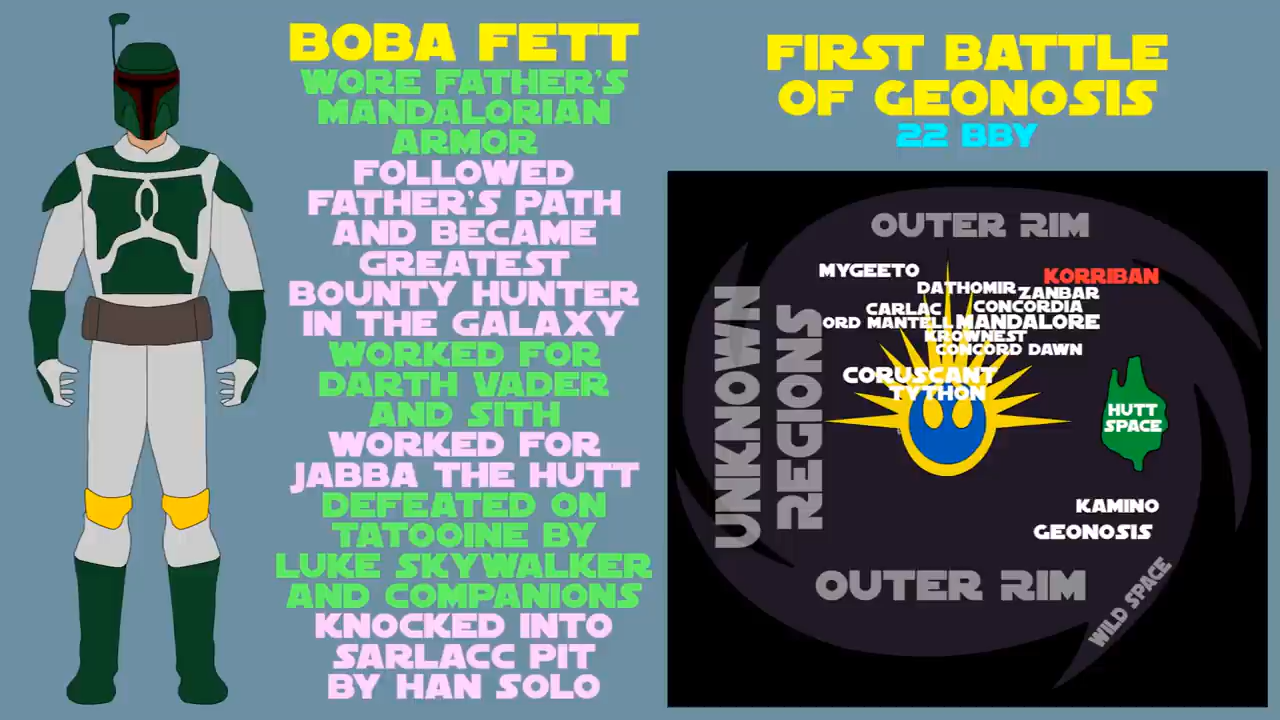 BOBA FETT
WORE FATHER'S
MANDALORIAN
ARMOR
FOLLOWED
FATHER'S PATH
AND BECAME
GREATEST
BOUNTY HUNTER
IN THE GALAXY
WORKED FOR
DARTH VADER
AND SITH
WORKED FOR
JABBA THE HUTT
DEFEATED ON
TATOOINE BY
LUKE SKYWALKER
AND COMPANIONS
KNOCKED INTO
SARLACC PIT
BY HAN SOLO
FIRST BATTLE
OF GEONOSIS
22 BBY
OUTER RIM
MYGEETO
KORRIBAN
DATHOMIR
ZANBAR
CARLAC
CONCORDIA
ORD MANTELL
MANDALORE
KROWNEST
CONCORD DAWN
UNKNOWN
REGIONS
CORUSCANT
TYTHON
HUTT
SPACE
KAMINO
GEONOSIS
OUTER RIM
WILD SPACE